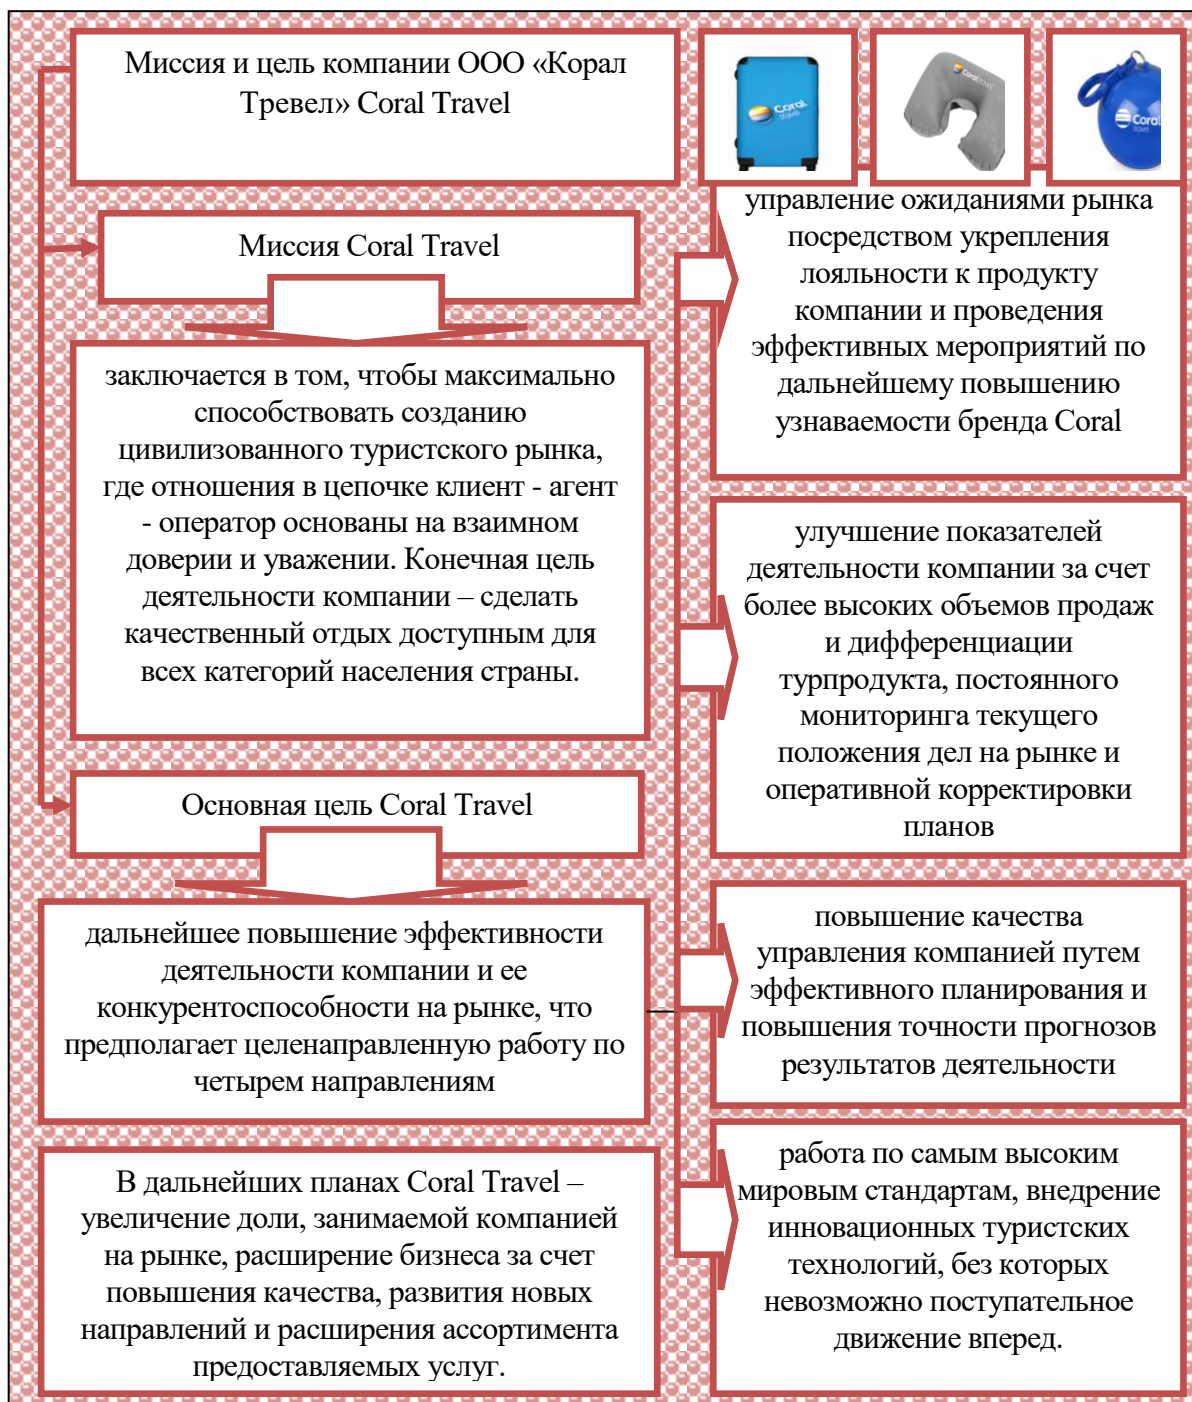 Миссия и цель компании ООО «Корал
Тревел» Coral Travel
Coral
travel
Coral travel
Coral
travel
Миссия Coral Travel
заключается в том, чтобы максимально
способствовать созданию
цивилизованного туристского рынка,
где отношения в цепочке клиент - агент
- оператор основаны на взаимном
доверии и уважении. Конечная цель
деятельности компании – сделать
качественный отдых доступным для
всех категорий населения страны.
Основная цель Coral Travel
дальнейшее повышение эффективности
деятельности компании и ее
конкурентоспособности на рынке, что
предполагает целенаправленную работу по
четырем направлениям
В дальнейших планах Coral Travel –
увеличение доли, занимаемой компанией
на рынке, расширение бизнеса за счет
повышения качества, развития новых
направлений и расширения ассортимента
предоставляемых услуг.
управление ожиданиями рынка
посредством укрепления
лояльности к продукту
компании и проведения
эффективных мероприятий по
дальнейшему повышению
узнаваемости бренда Coral
улучшение показателей
деятельности компании за счет
более высоких объемов продаж
и дифференциации
турпродукта, постоянного
мониторинга текущего
положения дел на рынке и
оперативной корректировки
планов
повышение качества
управления компанией путем
эффективного планирования и
повышения точности прогнозов
результатов деятельности
работа по самым высоким
мировым стандартам, внедрение
инновационных туристских
технологий, без которых
невозможно поступательное
движение вперед.